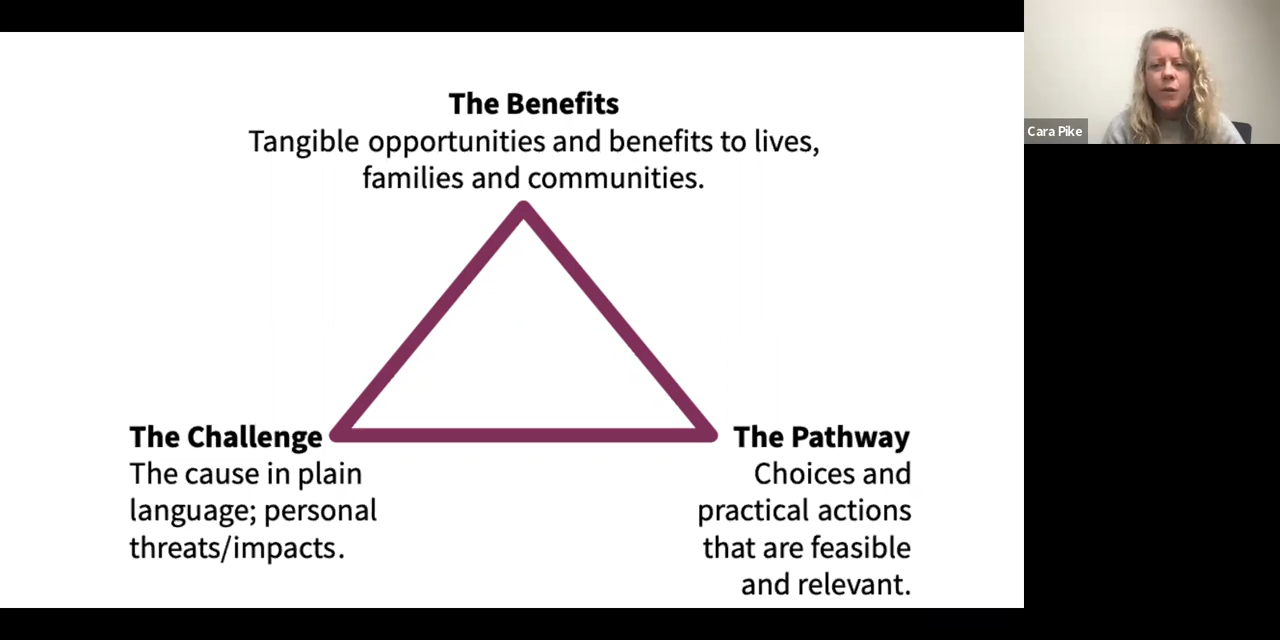 The Benefits
Tangible opportunities and benefits to lives,
families and communities.
Cara Pike
The Challenge
The cause in plain
language; personal
threats/impacts.
The Pathway
Choices and
practical actions
that are feasible
and relevant.